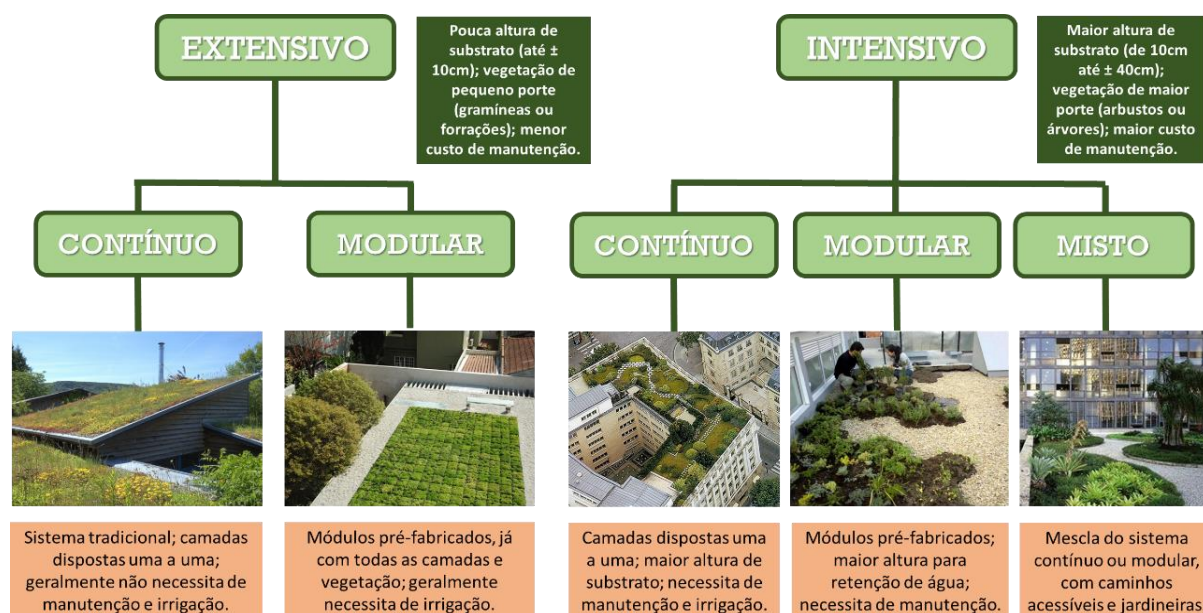 EXTENSIVO
Pouca altura de
substrato (até ±
10cm); vegetação de
pequeno porte
(gramíneas ou
forrações); menor
custo de manutenção.
INTENSIVO
Maior altura de
substrato (de 10cm
até ± 40cm);
vegetação de maior
porte (arbustos ou
árvores); maior custo
de manutenção.
CONTÍNUO
MODULAR
CONTÍNUO
MODULAR
MISTO
Sistema tradicional; camadas
dispostas uma a uma;
geralmente não necessita de
manutenção e irrigação.
Módulos pré-fabricados, já
com todas as camadas e
vegetação; geralmente
necessita de irrigação.
Camadas dispostas uma
a uma; maior altura de
substrato; necessita de
manutenção e irrigação.
Módulos pré-fabricados;
maior altura para
retenção de água;
necessita de manutenção.
Mescla do sistema
contínuo ou modular,
com caminhos
acessíveis e jardineiras